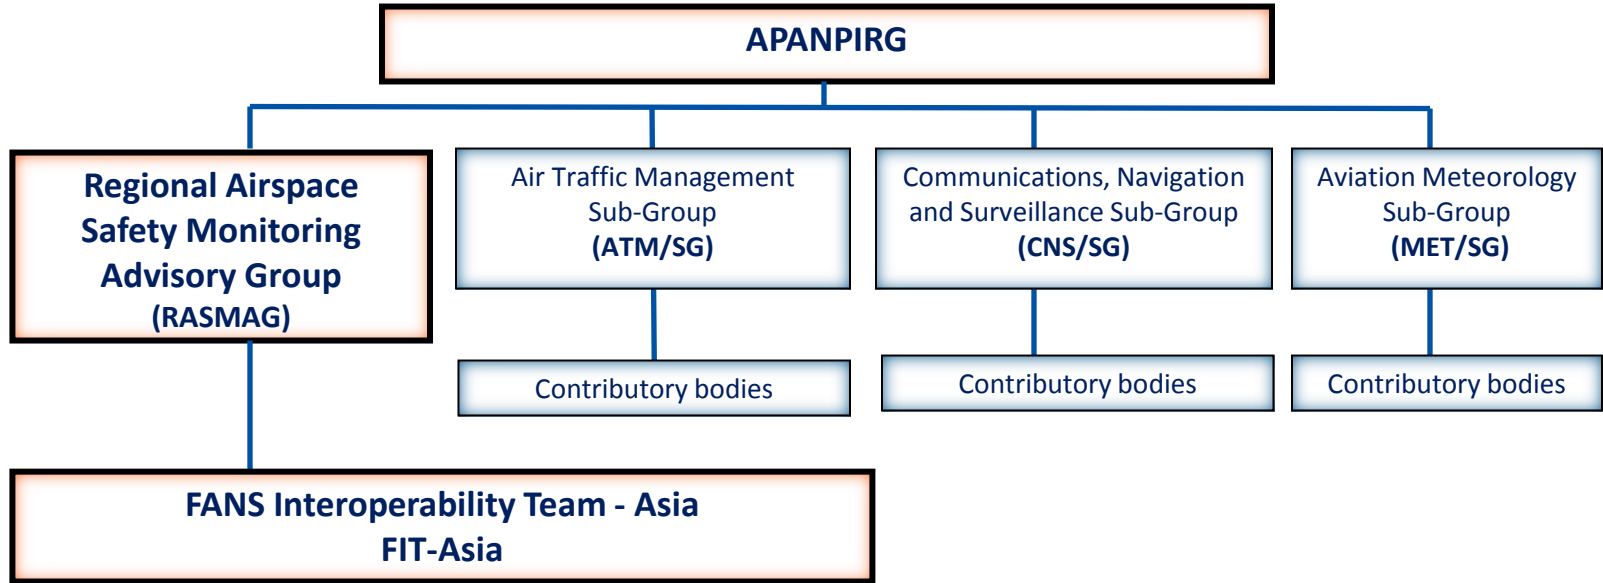 APANPIRG
Regional Airspace
Safety Monitoring
Advisory Group
(RASMAG)
Air Traffic Management
Sub-Group
(ATM/SG)
Communications, Navigation
and Surveillance Sub-Group
(CNS/SG)
Aviation Meteorology
Sub-Group
(MET/SG)
Contributory bodies
Contributory bodies
Contributory bodies
FANS Interoperability Team - Asia
FIT-Asia